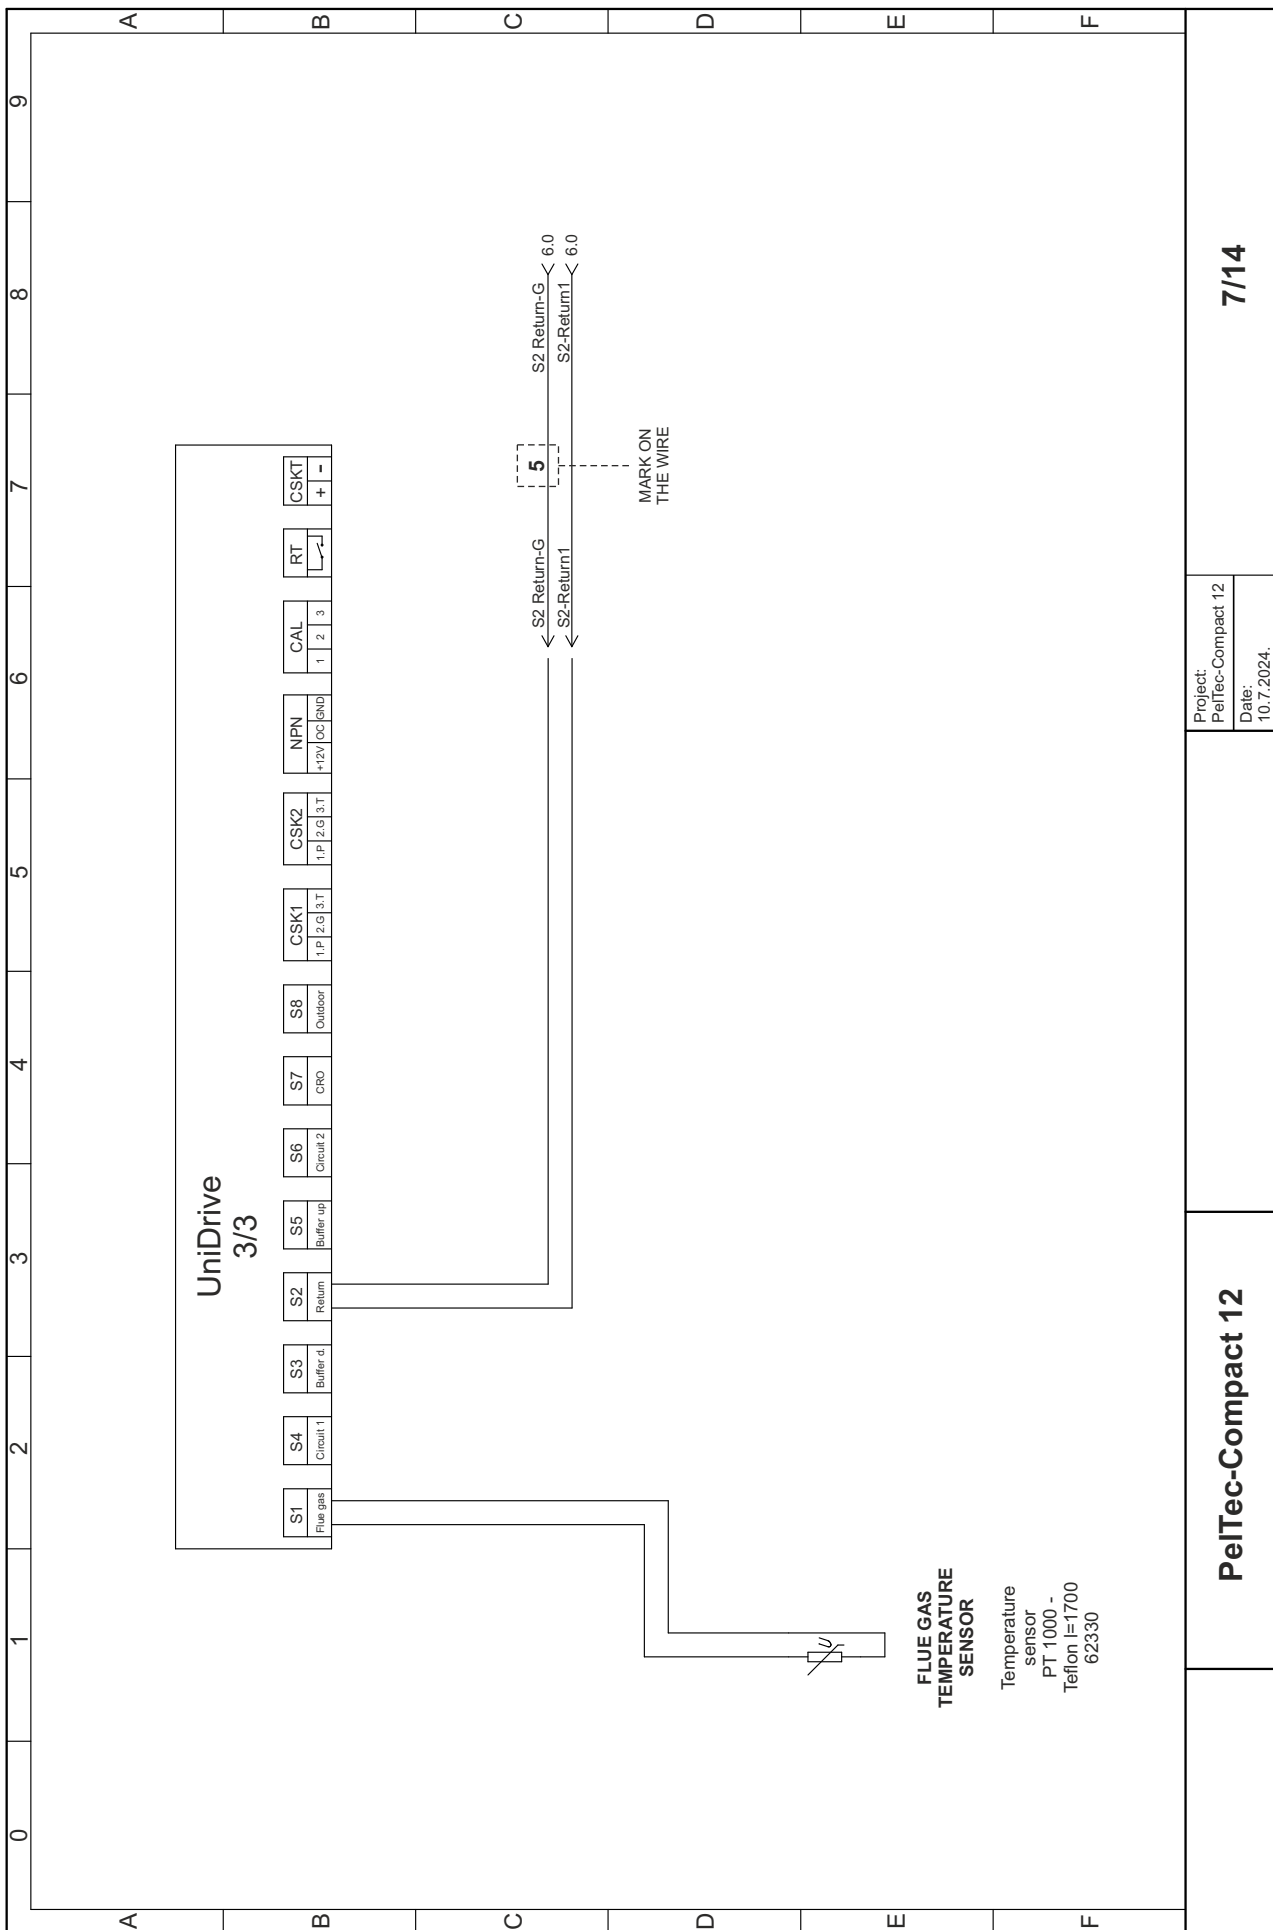 0 1 2 3 4 5 6 7 8 9
A A
B B
C C
D D
E E
F F
UniDrive
3/3
S1 S4 S3 S2 S5 S6 S7 S8 CSK1 CSK2 NPN CAL RT CSKT
Flue gas Circuit 1 Buffer d. Return Buffer up Circuit 2 CRO Outdoor 1.P 2.G 3.T 1.P 2.G 3.T +12V OC GND 1 2 3 + -
S2 Return-G 5 S2 Return-G 6.0
S2-Return1 S2-Return1 6.0
MARK ON
THE WIRE
U
FLUE GAS
TEMPERATURE
SENSOR
Temperature
sensor
PT 1000 -
Teflon l=1700
62330
PelTec-Compact 12
Project:
PelTec-Compact 12
Date:
10.7.2024.
7/14